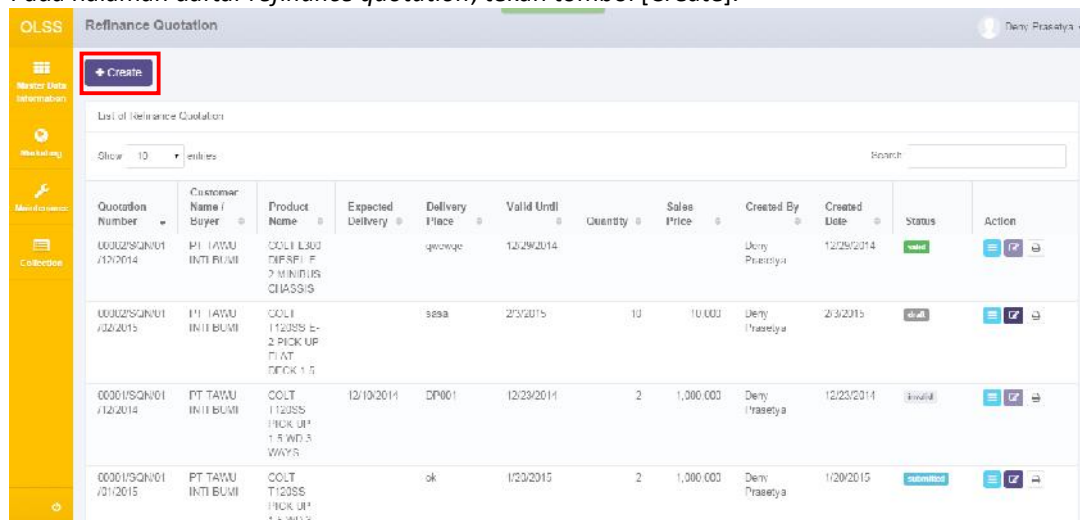 Pada halaman daftar refinance quotation, tekan tombol [Create].
OLSS
Refinance Quotation
Deny Prasetya
Master Data
Information
+ Create
List of Refinance Quotation
Marketing
Show 10 entries
Search
Maintenance
Quotation Number
Customer Name / Buyer
Product Name
Expected Delivery
Delivery Place
Valid Until
Quantity
Sales Price
Created By
Created Date
Status
Action
Collection
00002/SQN/01
/12/2014
PT TAWU
INTI BUMI
COLT L300
DIESEL E
2 MINIBUS
CHASSIS
qwewqe
12/29/2014
Deny
Prasetya
12/29/2014
valid
00002/SQN/01
/02/2015
PT TAWU
INTI BUMI
COLT
T120SS E-
2 PICK UP
FLAT
DECK 1.5
sasa
2/3/2015
10
10,000
Deny
Prasetya
2/3/2015
draft
00001/SQN/01
/12/2014
PT TAWU
INTI BUMI
COLT
T120SS
PICK UP
1.5 WD 3
WAYS
12/10/2014
DP001
12/23/2014
2
1,000,000
Deny
Prasetya
12/23/2014
invalid
00001/SQN/01
/01/2015
PT TAWU
INTI BUMI
COLT
T120SS
PICK UP
1.5 WD 3
ok
1/20/2015
2
1,000,000
Deny
Prasetya
1/20/2015
submitted